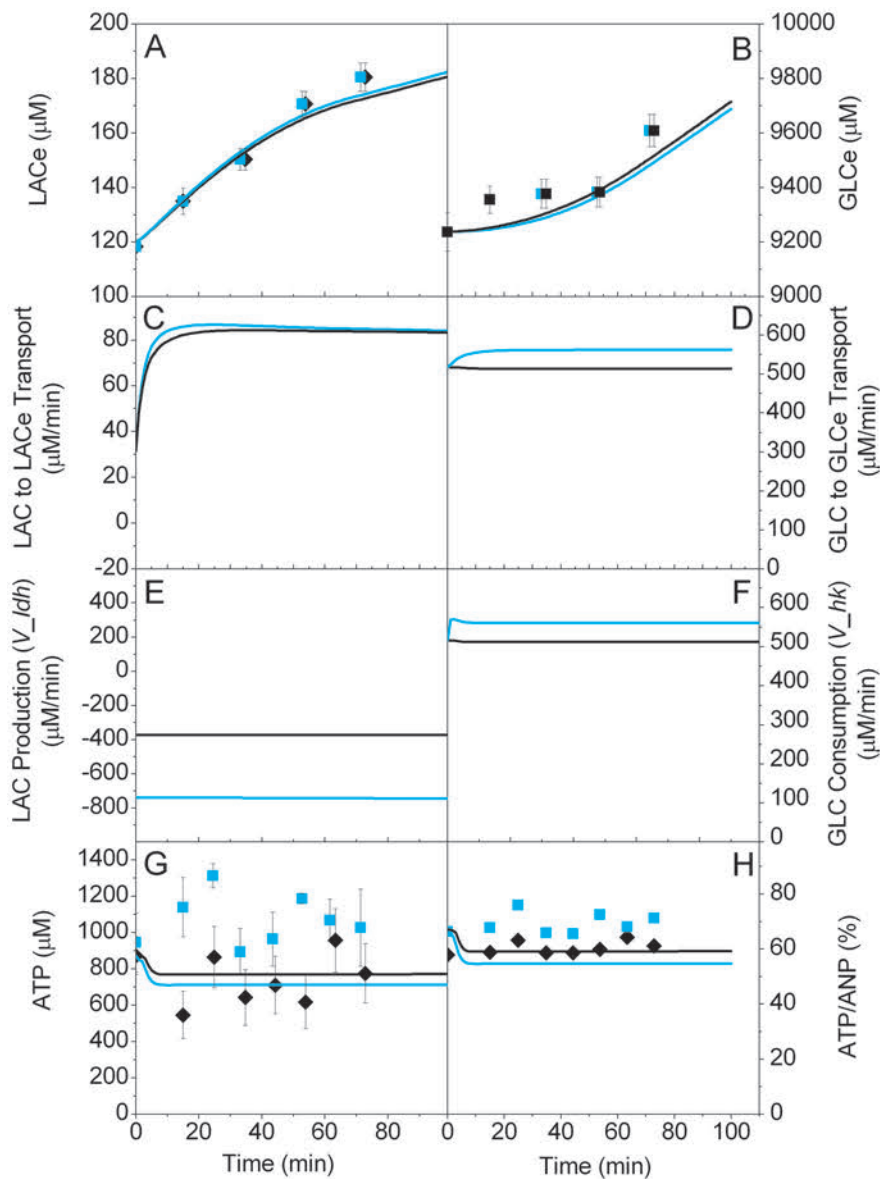 200
180
160
140
120
100
LACe (μM)
A
B
10000
9800
9600
9400
9200
9000
GLCe (μM)
80
60
40
20
0
-20
LAC to LACe Transport
(μM/min)
C
D
600
500
400
300
200
100
0
GLC to GLCe Transport
(μM/min)
400
200
0
-200
-400
-600
-800
LAC Production (V_ldh)
(μM/min)
E
F
600
500
400
300
200
100
0
GLC Consumption (V_hk)
(μM/min)
1400
1200
1000
800
600
400
200
0
ATP (μM)
G
H
80
60
40
20
0
ATP/ANP (%)
0 20 40 60 80
0 20 40 60 80 100
Time (min)
Time (min)